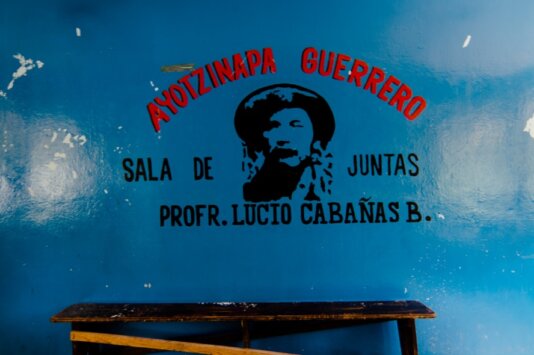 AYOTZINAPA GUERRERO
SALA DE JUNTAS
PROFR. LUCIO CABAÑAS B.